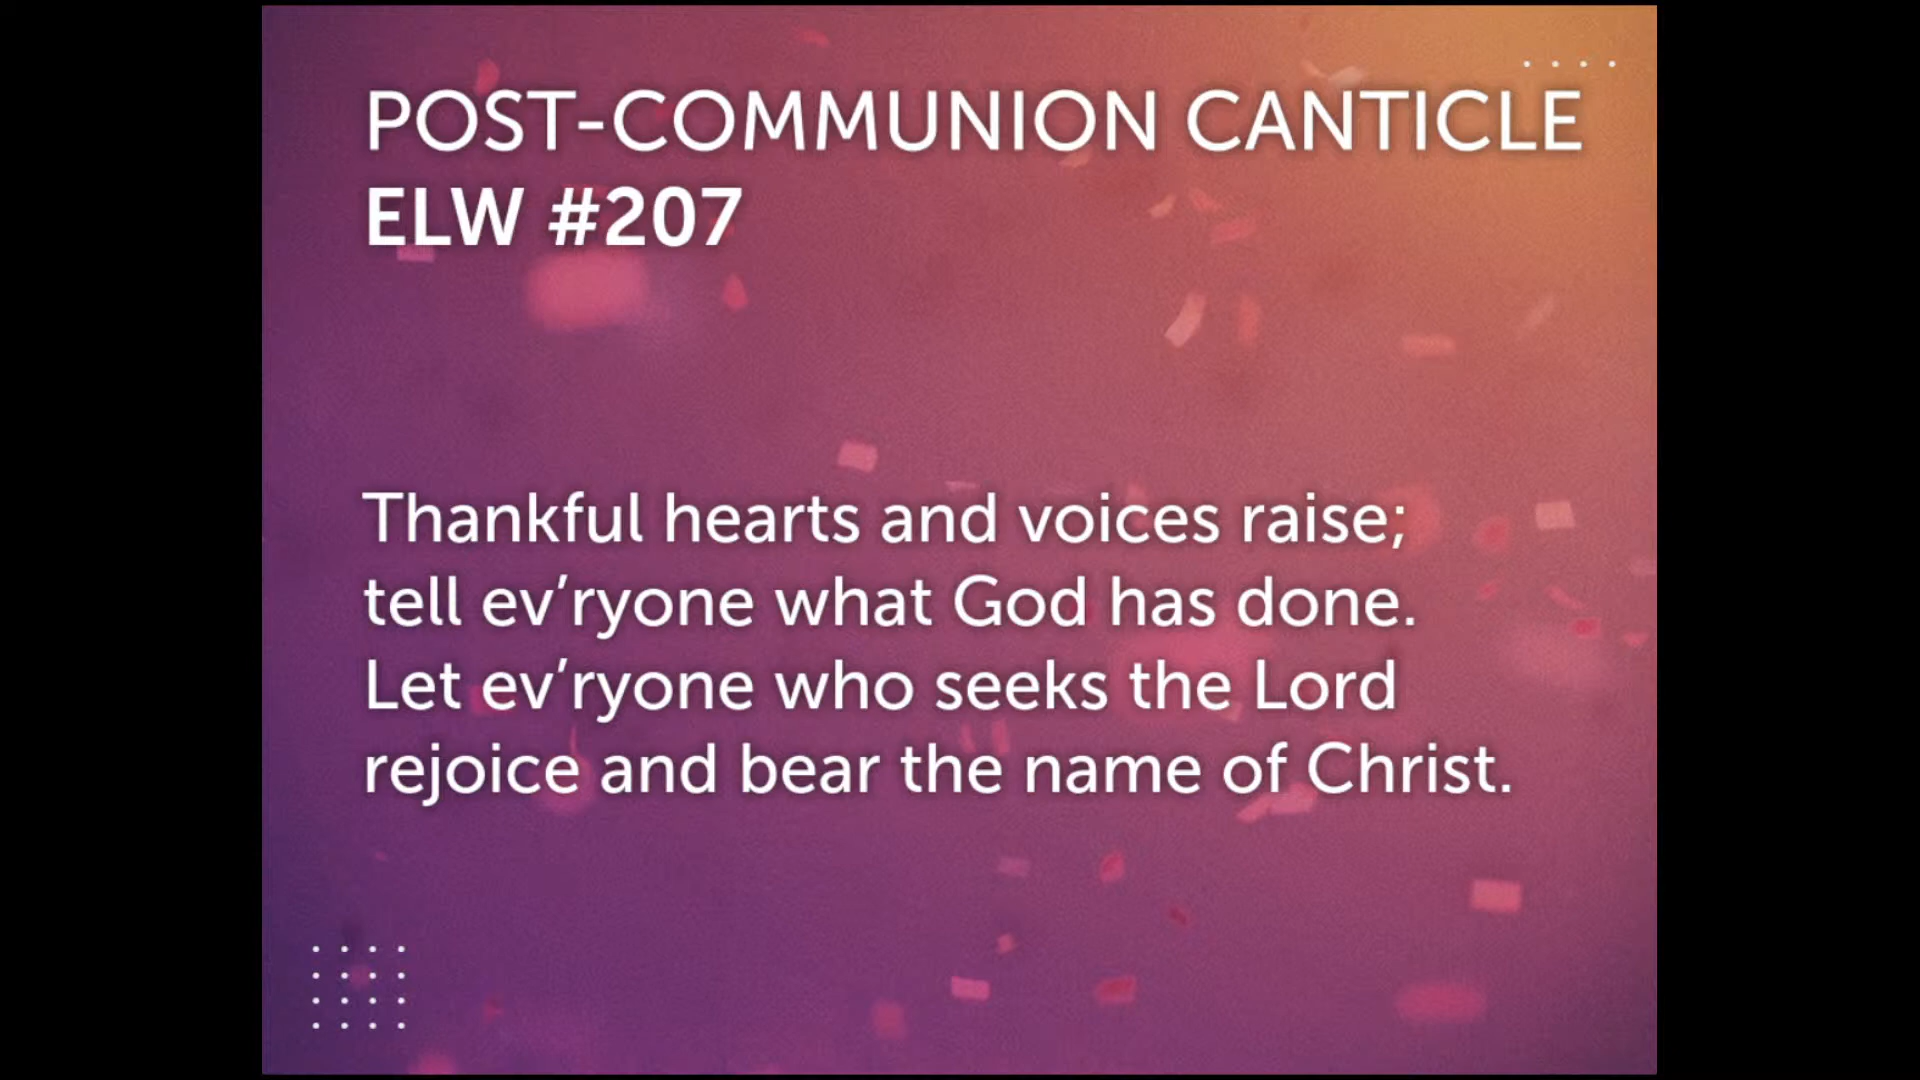 POST-COMMUNION CANTICLE
ELW #207
Thankful hearts and voices raise;
tell ev’ryone what God has done.
Let ev’ryone who seeks the Lord
rejoice and bear the name of Christ.